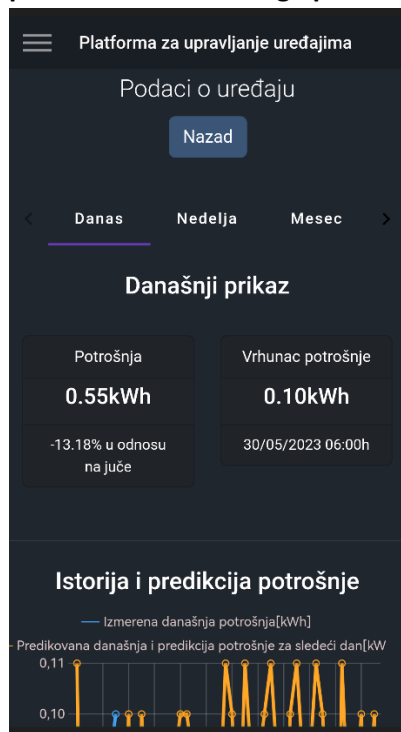 Platforma za upravljanje uređajima
Podaci o uređaju
Nazad
Danas Nedelja Mesec
Današnji prikaz
Potrošnja
0.55kWh
-13.18% u odnosu
na juče
Vrhunac potrošnje
0.10kWh
30/05/2023 06:00h
Istorija i predikcija potrošnje
Izmerena današnja potrošnja[kWh]
Predikovana današnja i predikcija potrošnje za sledeći dan[kW
0,11
0,10